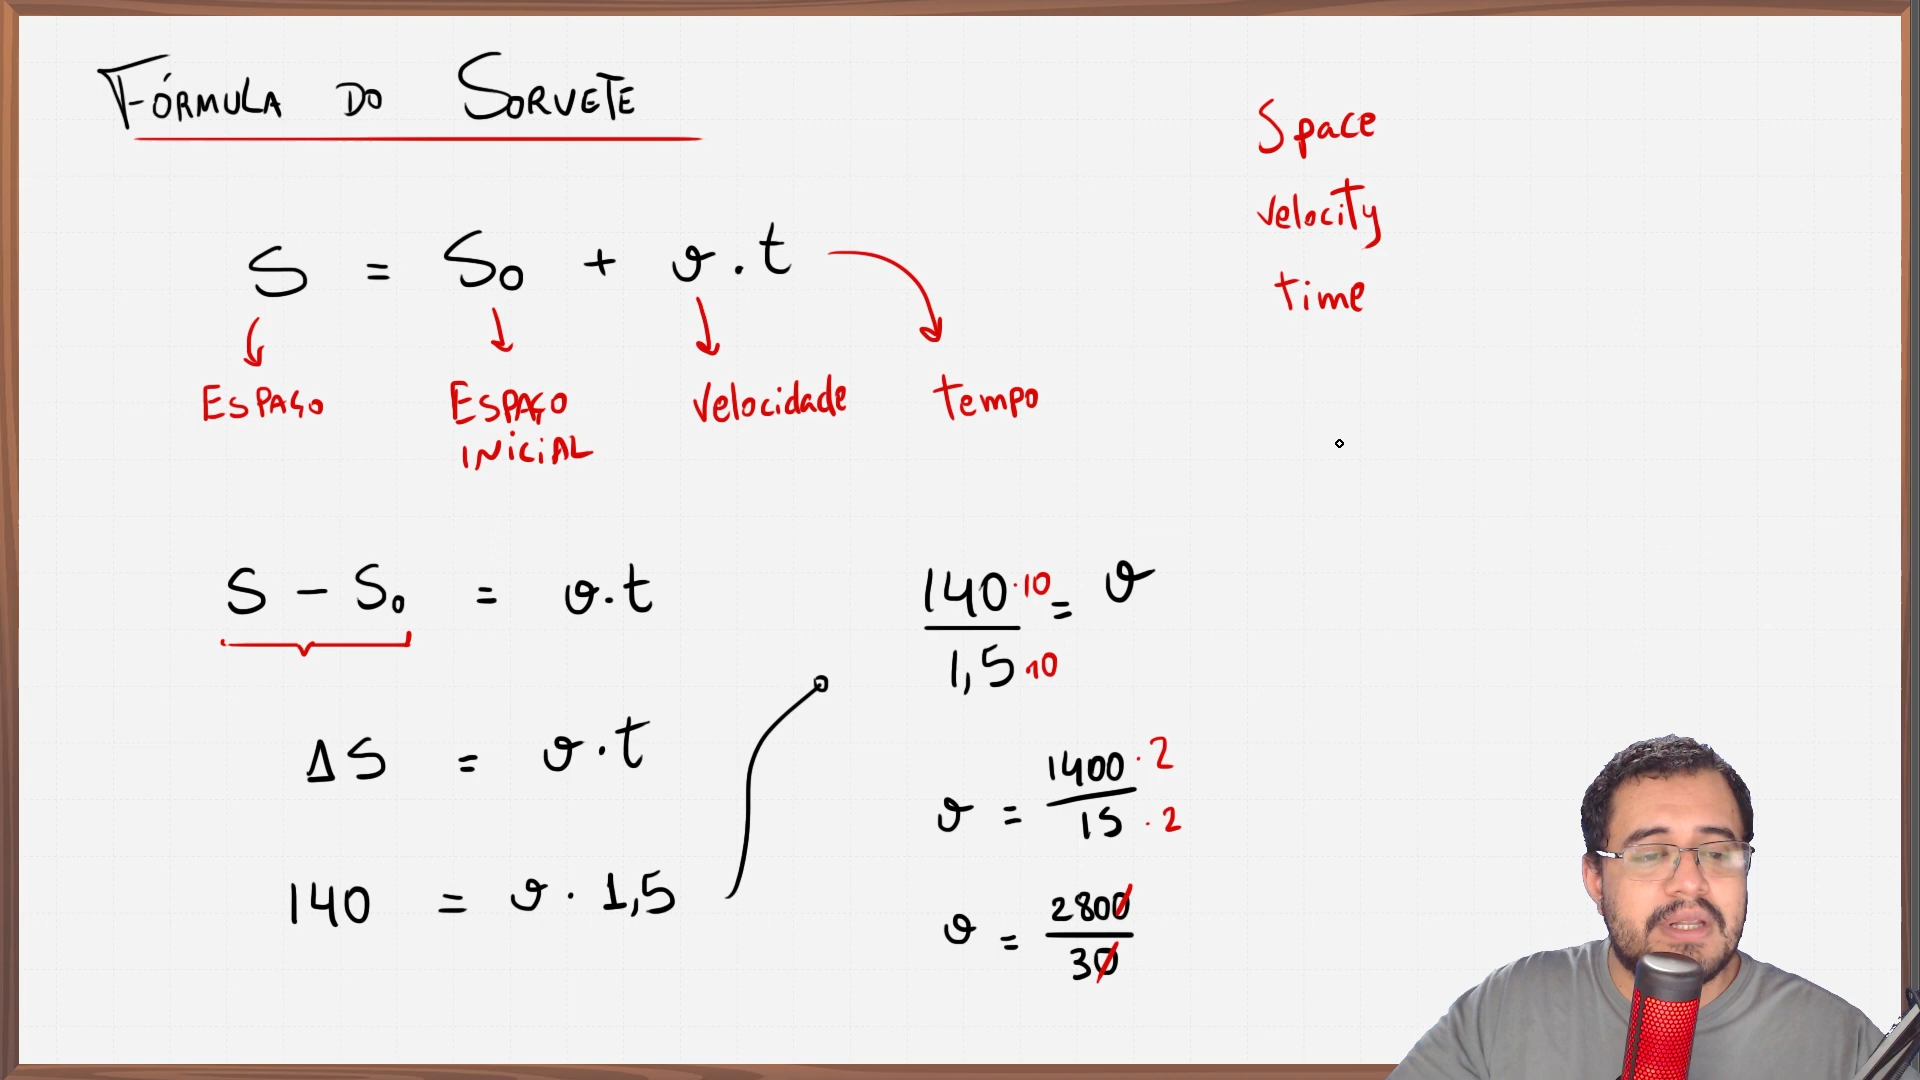 FÓRMULA DO SORVETE
S = S₀ + v . t
ESPAÇO
ESPAÇO INICIAL
Velocidade
tempo
Space
velocity
time
S - S₀ = v . t
ΔS = v . t
140 = v . 1,5
140·10 / 1,5·10 = v
v = 1400 · 2 / 15 · 2
v = 2800 / 30